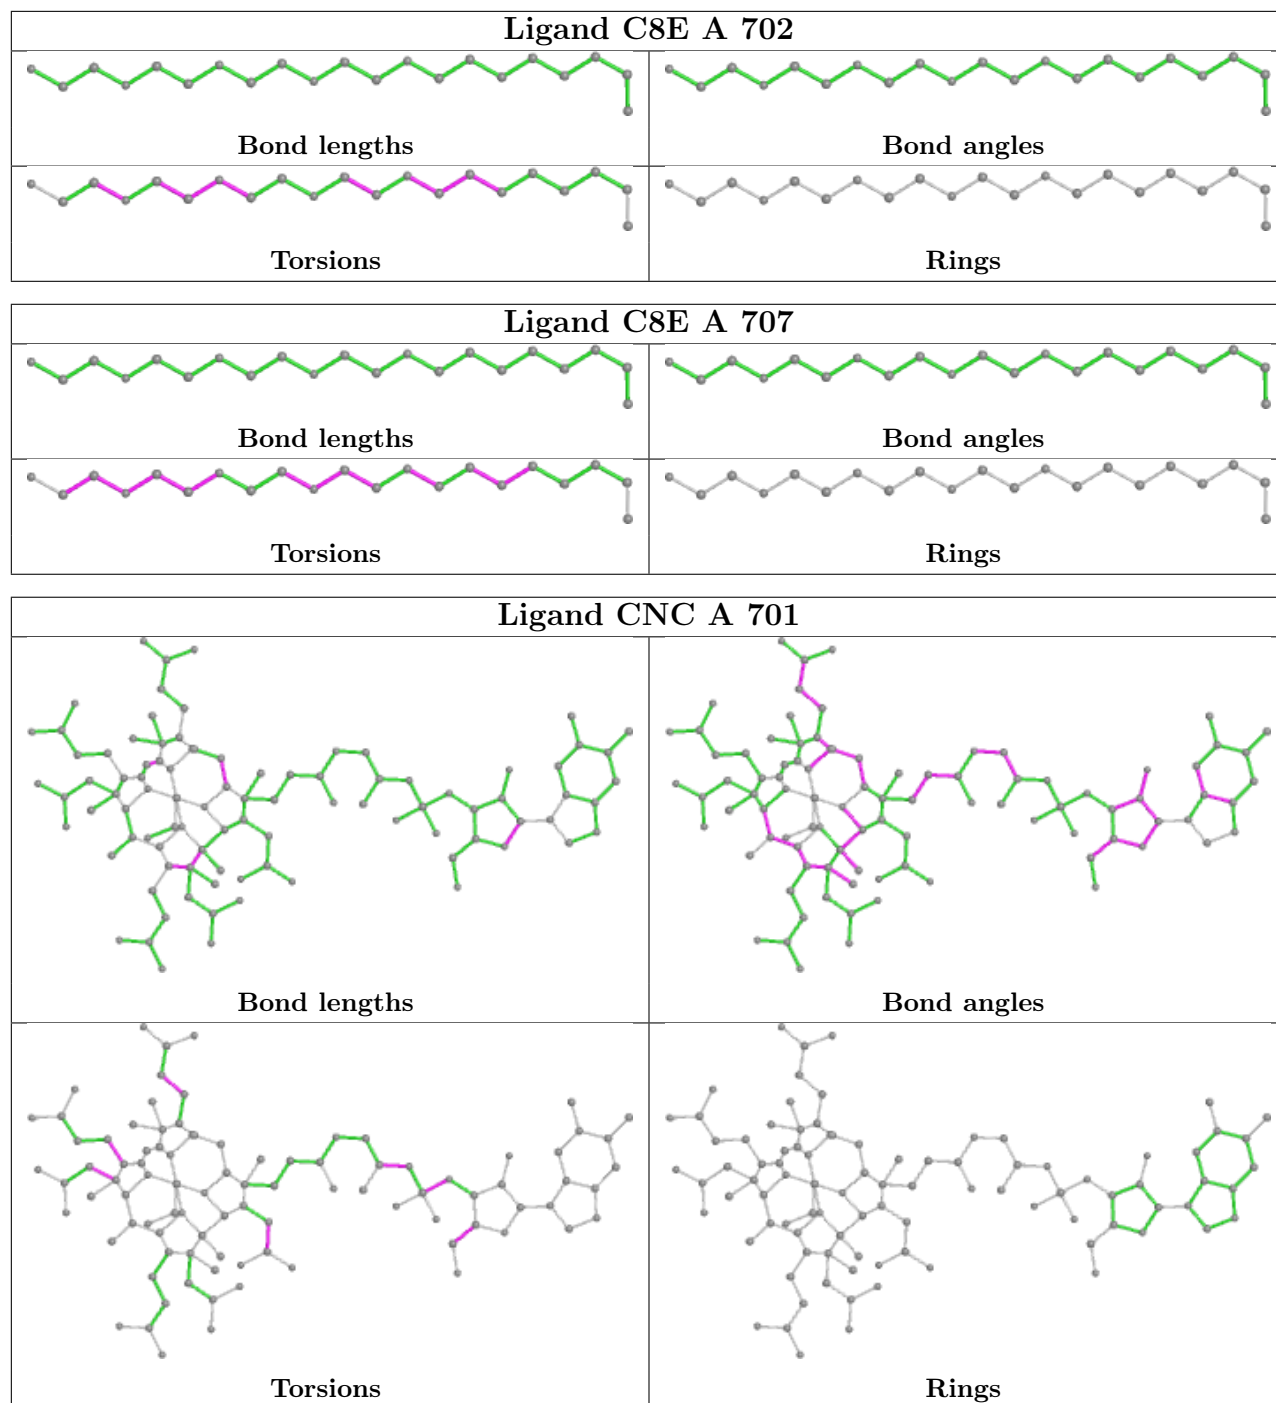 Ligand C8E A 702
Bond lengths
Bond angles
Torsions
Rings
Ligand C8E A 707
Bond lengths
Bond angles
Torsions
Rings
Ligand CNC A 701
Bond lengths
Bond angles
Torsions
Rings